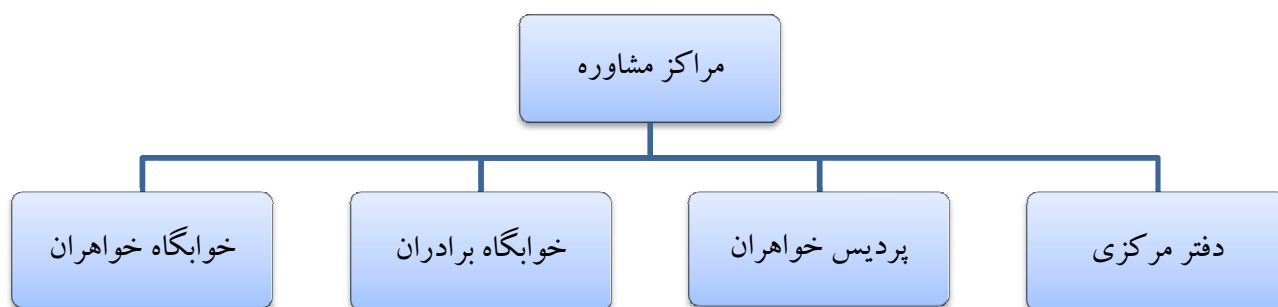 مراکز مشاوره
دفتر مرکزی
پردیس خواهران
خوابگاه برادران
خوابگاه خواهران